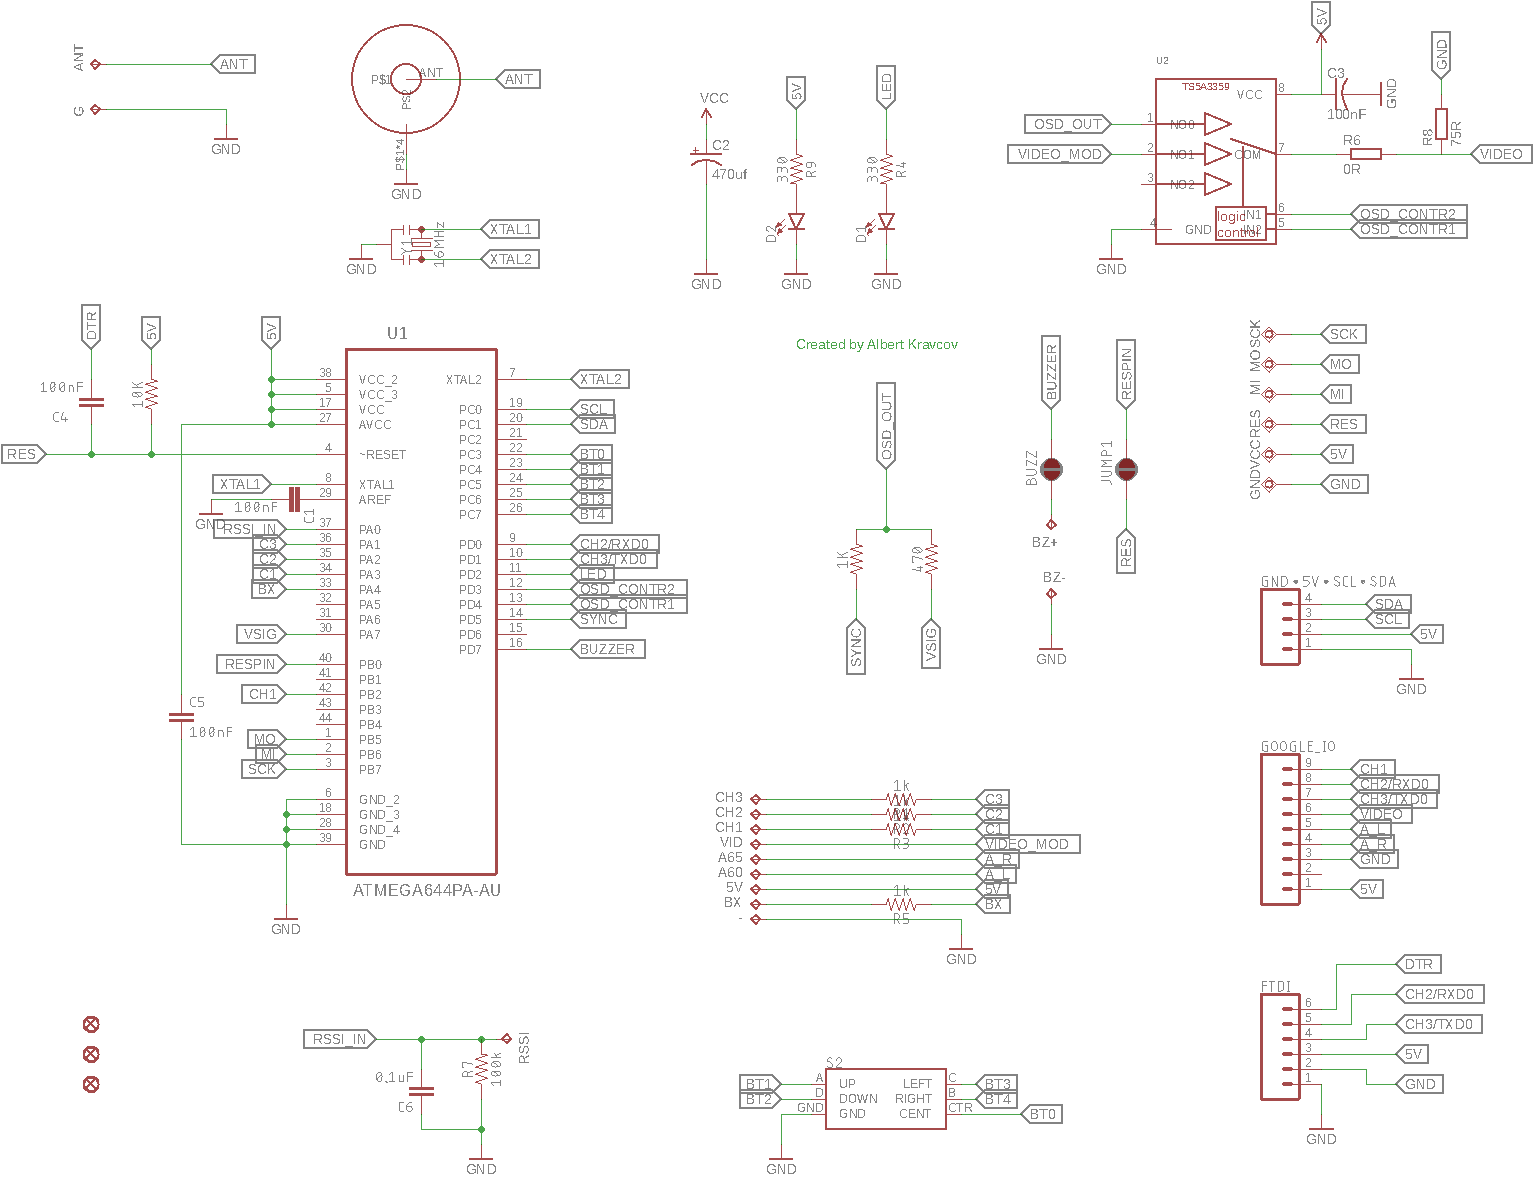 ANT
ANT
G
GND
P$1
ANT
P$2
ANT
P$1*4
GND
VCC
C2
470uf
GND
5V
330
R9
D2
GND
LED
330
R4
D1
GND
5V
GND
U2
TS5A3359
VCC
8
C3
100nF
GND
R8
75R
OSD_OUT
1
NO0
VIDEO_MOD
2
NO1
COM
7
R6
0R
VIDEO
3
NO2
logic
control
IN1
6
OSD_CONTR2
IN2
5
OSD_CONTR1
4
GND
GND
XTAL1
Y1
16MHz
XTAL2
GND
DTR
5V
5V
100nF
C4
10K
RES
U1
38 VCC_2
5 VCC_3
17 VCC
27 AVCC
4 ~RESET
XTAL1 8 XTAL1
29 AREF
100nF
C1
GND
RSSI_IN 37 PA0
C3 36 PA1
C2 35 PA2
C1 34 PA3
BX 33 PA4
32 PA5
31 PA6
VSIG 30 PA7
RESPIN 40 PB0
41 PB1
CH1 42 PB2
43 PB3
44 PB4
MO 1 PB5
MI 2 PB6
SCK 3 PB7
6 GND_2
18 GND_3
28 GND_4
39 GND
C5
100nF
GND
XTAL2 7 XTAL2
PC0 19 SCL
PC1 20 SDA
PC2 21
PC3 22 BT0
PC4 23 BT1
PC5 24 BT2
PC6 25 BT3
PC7 26 BT4
PD0 9 CH2/RXD0
PD1 10 CH3/TXD0
PD2 11 LED
PD3 12 OSD_CONTR2
PD4 13 OSD_CONTR1
PD5 14 SYNC
PD6 15
PD7 16 BUZZER
ATMEGA644PA-AU
Created by Albert Kravcov
OSD_OUT
1K
470
SYNC
VSIG
BUZZER
BUZZ
BZ+
BZ-
GND
RESPIN
JUMP1
RES
SCK SCK
MO MO
MI MI
RES RES
VCC 5V
GND GND
GND*5V*SCL*SDA
4 SDA
3 SCL
2 5V
1
GND
GOOGLE_IO
9 CH1
8 CH2/RXD0
7 CH3/TXD0
6 VIDEO
5 A_L
4 A_R
3 GND
2
1 5V
1k
CH3 C3
CH2 C2
CH1 C1
R3
VID VIDEO_MOD
A65 A_R
A60 A_L
5V 5V
1k
BX BX
R5
-
GND
FTDI
6 DTR
5 CH2/RXD0
4 CH3/TXD0
3 5V
2 GND
1
GND
RSSI_IN
RSSI
R7
100k
0.1uF
C6
GND
S2
BT1 A UP LEFT C BT3
BT2 D DOWN RIGHT B BT4
GND GND CENT CTR BT0
GND